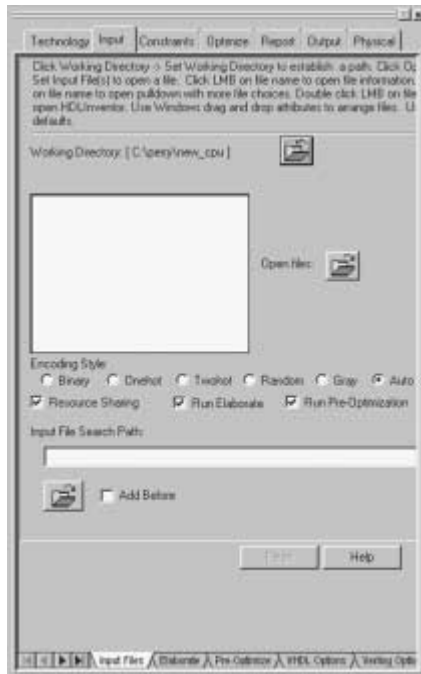 Technology Input Constraints Optimize Report Output Physical
Click Working Directory -> Set Working Directory to establish a path. Click Op
Set Input File(s) to open a file. Click LMB on file name to open file information.
on file name to open pulldown with more file choices. Double click LMB on file
open HDLInventor. Use Windows drag and drop attributes to arrange files. U
defaults.
Working Directory: [ C:\pesy\new_cpu ]
Open files:
Encoding Style:
Binary Onehot Twohot Random Gray Auto
Resource Sharing Run Elaborate Run Pre-Optimization
Input File Search Path:
Add Before
Help
Input Files Elaborate Pre-Optimize VHDL Options Verilog Optio